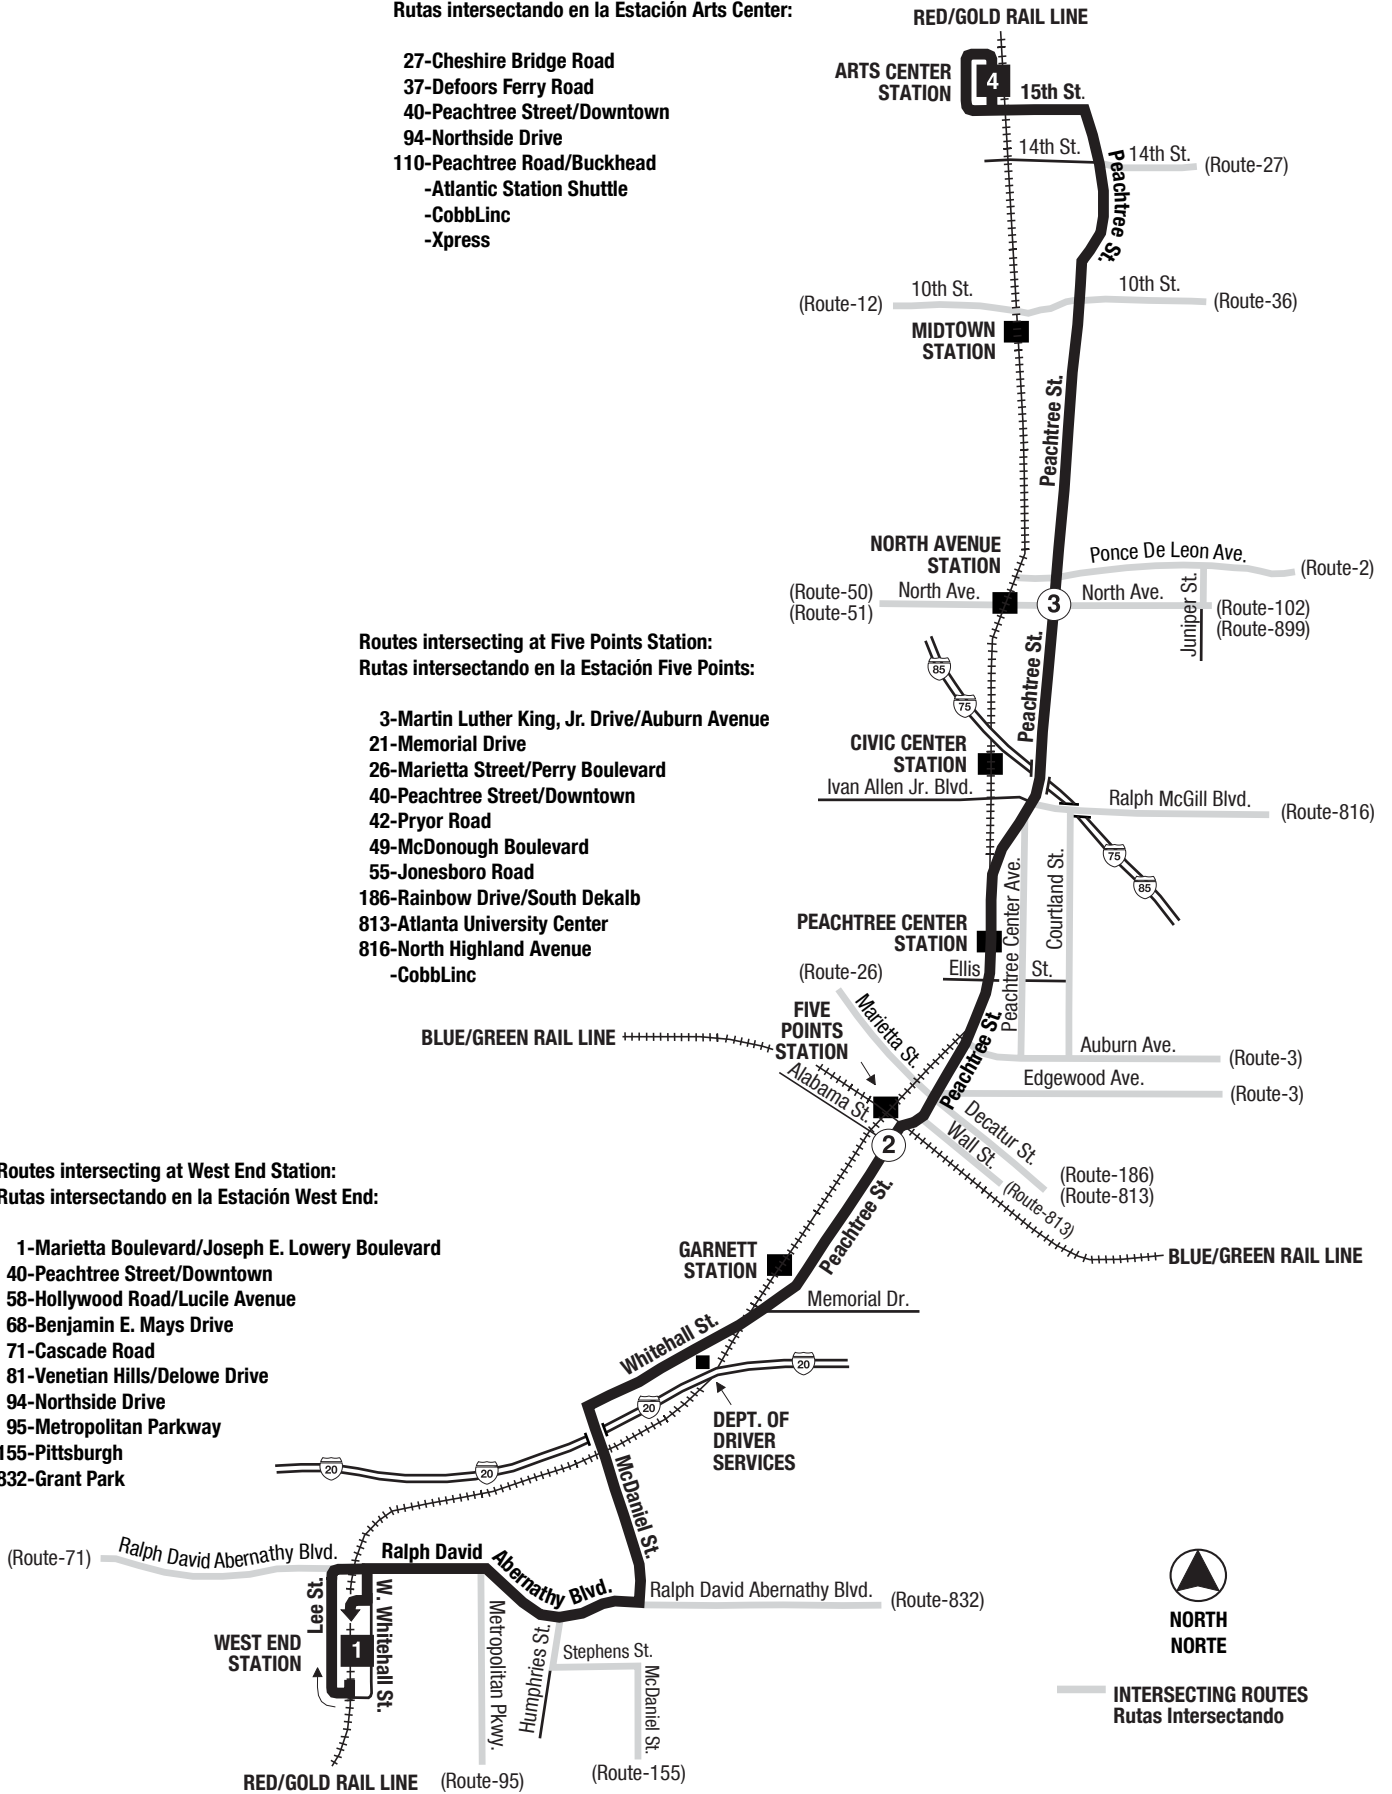 Rutas intersectando en la Estación Arts Center:
27-Cheshire Bridge Road
37-Defoors Ferry Road
40-Peachtree Street/Downtown
94-Northside Drive
110-Peachtree Road/Buckhead
-Atlantic Station Shuttle
-CobbLinc
-Xpress
RED/GOLD RAIL LINE
ARTS CENTER
STATION
4
15th St.
14th St.
14th St.
(Route-27)
Peachtree St.
10th St.
10th St.
(Route-12)
(Route-36)
MIDTOWN
STATION
Peachtree St.
NORTH AVENUE
STATION
Ponce De Leon Ave.
(Route-2)
(Route-50)
(Route-51)
North Ave.
3
North Ave.
Juniper St.
(Route-102)
(Route-899)
Routes intersecting at Five Points Station:
Rutas intersectando en la Estación Five Points:
3-Martin Luther King, Jr. Drive/Auburn Avenue
21-Memorial Drive
26-Marietta Street/Perry Boulevard
40-Peachtree Street/Downtown
42-Pryor Road
49-McDonough Boulevard
55-Jonesboro Road
186-Rainbow Drive/South Dekalb
813-Atlanta University Center
816-North Highland Avenue
-CobbLinc
85
75
Peachtree St.
CIVIC CENTER
STATION
Ivan Allen Jr. Blvd.
Ralph McGill Blvd.
(Route-816)
75
85
Peachtree Center Ave.
Courtland St.
PEACHTREE CENTER
STATION
Ellis
St.
(Route-26)
Marietta St.
FIVE
POINTS
STATION
BLUE/GREEN RAIL LINE
Alabama St.
Peachtree St.
Auburn Ave.
(Route-3)
Edgewood Ave.
(Route-3)
Decatur St.
Wall St.
2
(Route-186)
(Route-813)
(Route-813)
BLUE/GREEN RAIL LINE
Peachtree St.
GARNETT
STATION
Memorial Dr.
Whitehall St.
20
20
DEPT. OF
DRIVER
SERVICES
20
20
Routes intersecting at West End Station:
Rutas intersectando en la Estación West End:
1-Marietta Boulevard/Joseph E. Lowery Boulevard
40-Peachtree Street/Downtown
58-Hollywood Road/Lucile Avenue
68-Benjamin E. Mays Drive
71-Cascade Road
81-Venetian Hills/Delowe Drive
94-Northside Drive
95-Metropolitan Parkway
155-Pittsburgh
832-Grant Park
McDaniel St.
(Route-71)
Ralph David Abernathy Blvd.
Ralph David
Abernathy Blvd.
Ralph David Abernathy Blvd.
(Route-832)
Lee St.
W. Whitehall St.
WEST END
STATION
1
Metropolitan Pkwy.
Humphries St.
Stephens St.
McDaniel St.
RED/GOLD RAIL LINE
(Route-95)
(Route-155)
NORTH
NORTE
INTERSECTING ROUTES
Rutas Intersectando